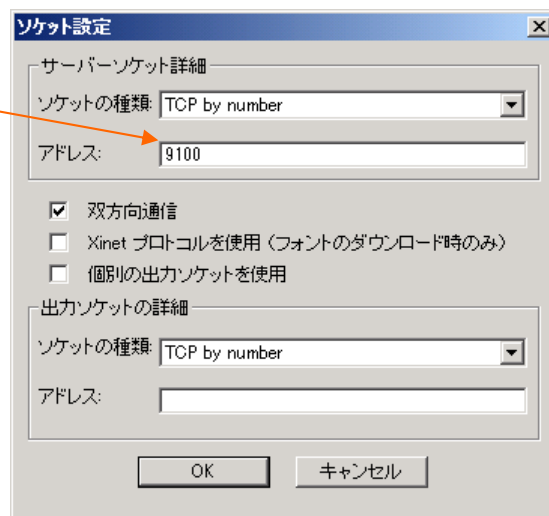 ソケット設定
サーバーソケット詳細
ソケットの種類: TCP by number
アドレス: 9100
双方向通信
Xinet プロトコルを使用（フォントのダウンロード時のみ）
個別の出力ソケットを使用
出力ソケットの詳細
ソケットの種類: TCP by number
アドレス:
OK キャンセル